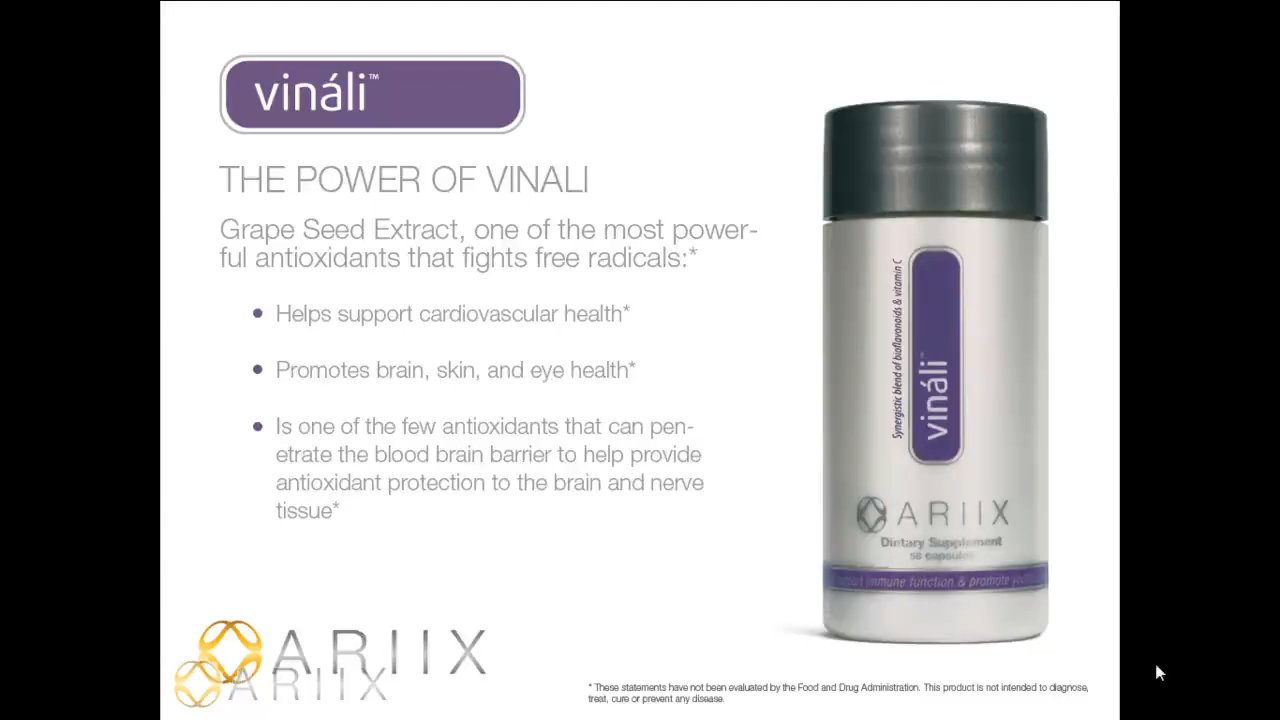 vináli™
THE POWER OF VINALI
Grape Seed Extract, one of the most power-
ful antioxidants that fights free radicals:*
• Helps support cardiovascular health*
• Promotes brain, skin, and eye health*
• Is one of the few antioxidants that can pen-
etrate the blood brain barrier to help provide
antioxidant protection to the brain and nerve
tissue*
Synergistic blend of bioflavonoids & vitamin C
vináli™
ARIIX
Dietary Supplement
capsules
immune function & promote
ARIIX
ARIIX
* These statements have not been evaluated by the Food and Drug Administration. This product is not intended to diagnose,
treat, cure or prevent any disease.